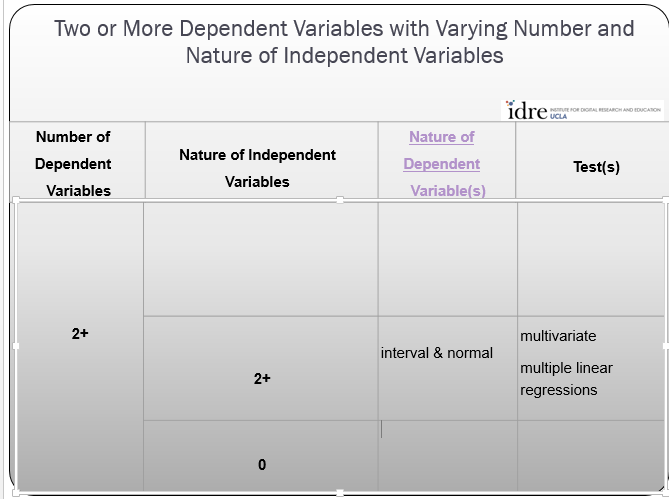 Two or More Dependent Variables with Varying Number and
Nature of Independent Variables
idre INSTITUTE FOR DIGITAL RESEARCH AND EDUCATION
UCLA
Number of
Dependent
Variables
Nature of Independent
Variables
Nature of
Dependent
Variable(s)
Test(s)
2+
2+
interval & normal
multivariate
multiple linear
regressions
0